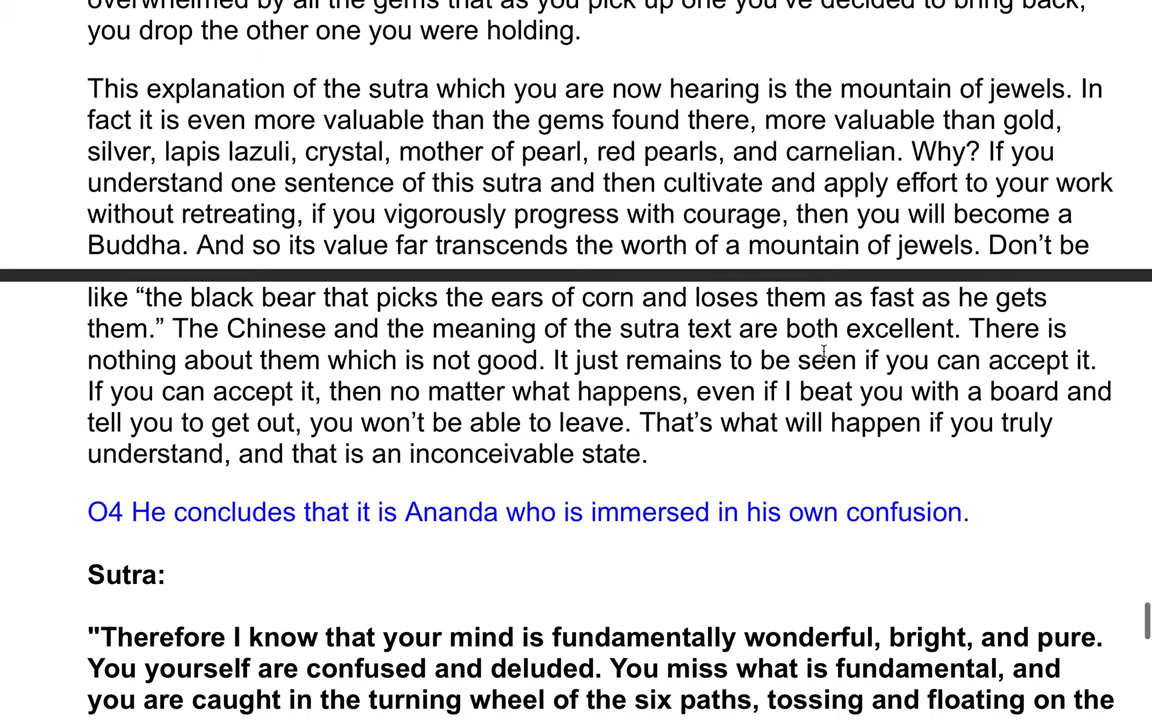 overwhelmed by all the gems that as you pick up one you've decided to bring back,
you drop the other one you were holding.
This explanation of the sutra which you are now hearing is the mountain of jewels. In
fact it is even more valuable than the gems found there, more valuable than gold,
silver, lapis lazuli, crystal, mother of pearl, red pearls, and carnelian. Why? If you
understand one sentence of this sutra and then cultivate and apply effort to your work
without retreating, if you vigorously progress with courage, then you will become a
Buddha. And so its value far transcends the worth of a mountain of jewels. Don’t be
like “the black bear that picks the ears of corn and loses them as fast as he gets
them.” The Chinese and the meaning of the sutra text are both excellent. There is
nothing about them which is not good. It just remains to be seen if you can accept it.
If you can accept it, then no matter what happens, even if I beat you with a board and
tell you to get out, you won’t be able to leave. That’s what will happen if you truly
understand, and that is an inconceivable state.
O4 He concludes that it is Ananda who is immersed in his own confusion.
Sutra:
"Therefore I know that your mind is fundamentally wonderful, bright, and pure.
You yourself are confused and deluded. You miss what is fundamental, and
you are caught in the turning wheel of the six paths, tossing and floating on the